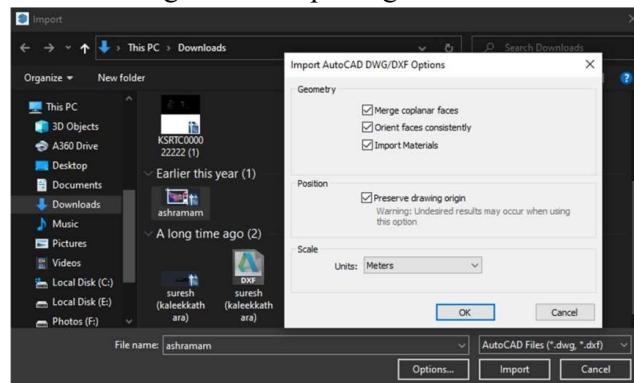 Import
This PC > Downloads
Search Downloads
Organize
New folder
This PC
3D Objects
A360 Drive
Desktop
Documents
Downloads
Music
Pictures
Videos
Local Disk (C:)
Local Disk (E:)
Photos (F:)
KSRTC0000
22222 (1)
Earlier this year (1)
ashramam
A long time ago (2)
suresh
(kaleekkath
ara)
DXF
suresh
(kaleekkath
ara)
Import AutoCAD DWG/DXF Options
Geometry
Merge coplanar faces
Orient faces consistently
Import Materials
Position
Preserve drawing origin
Warning: Undesired results may occur when using
this option
Scale
Units: Meters
OK
Cancel
File name: ashramam
AutoCAD Files (*.dwg, *.dxf)
Options...
Import
Cancel